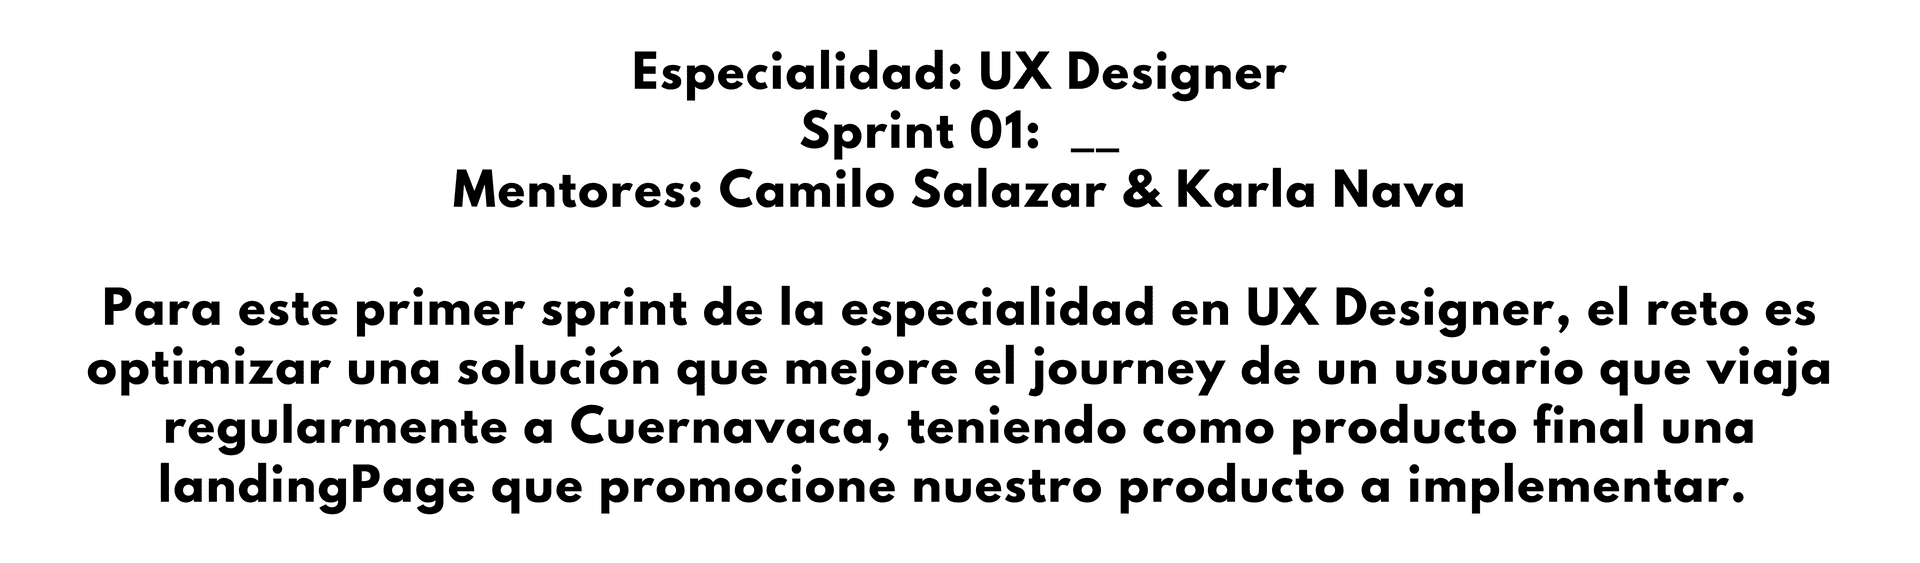 Especialidad: UX Designer
Sprint 01:  __
Mentores: Camilo Salazar & Karla Nava
Para este primer sprint de la especialidad en UX Designer, el reto es
optimizar una solución que mejore el journey de un usuario que viaja
regularmente a Cuernavaca, teniendo como producto final una
landingPage que promocione nuestro producto a implementar.